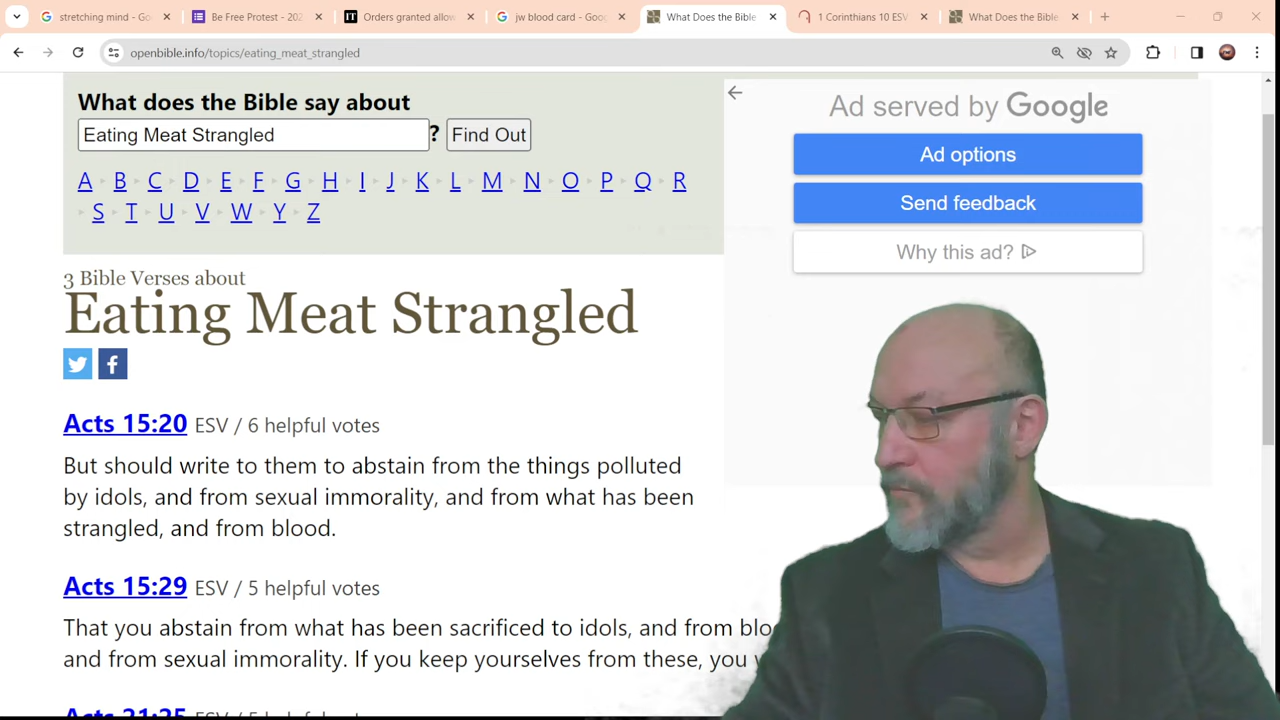 stretching mind - Go
Be Free Protest - 202
Orders granted allow
jw blood card - Goog
What Does the Bible
1 Corinthians 10 ESV
What Does the Bible
openbible.info/topics/eating_meat_strangled
What does the Bible say about
Eating Meat Strangled ? Find Out
A B C D E F G H I J K L M N O P Q R
S T U V W Y Z
Ad served by Google
Ad options
Send feedback
Why this ad?
3 Bible Verses about
Eating Meat Strangled
Acts 15:20 ESV / 6 helpful votes
But should write to them to abstain from the things polluted
by idols, and from sexual immorality, and from what has been
strangled, and from blood.
Acts 15:29 ESV / 5 helpful votes
That you abstain from what has been sacrificed to idols, and from bloo
and from sexual immorality. If you keep yourselves from these, you
Acts 21:25 ESV